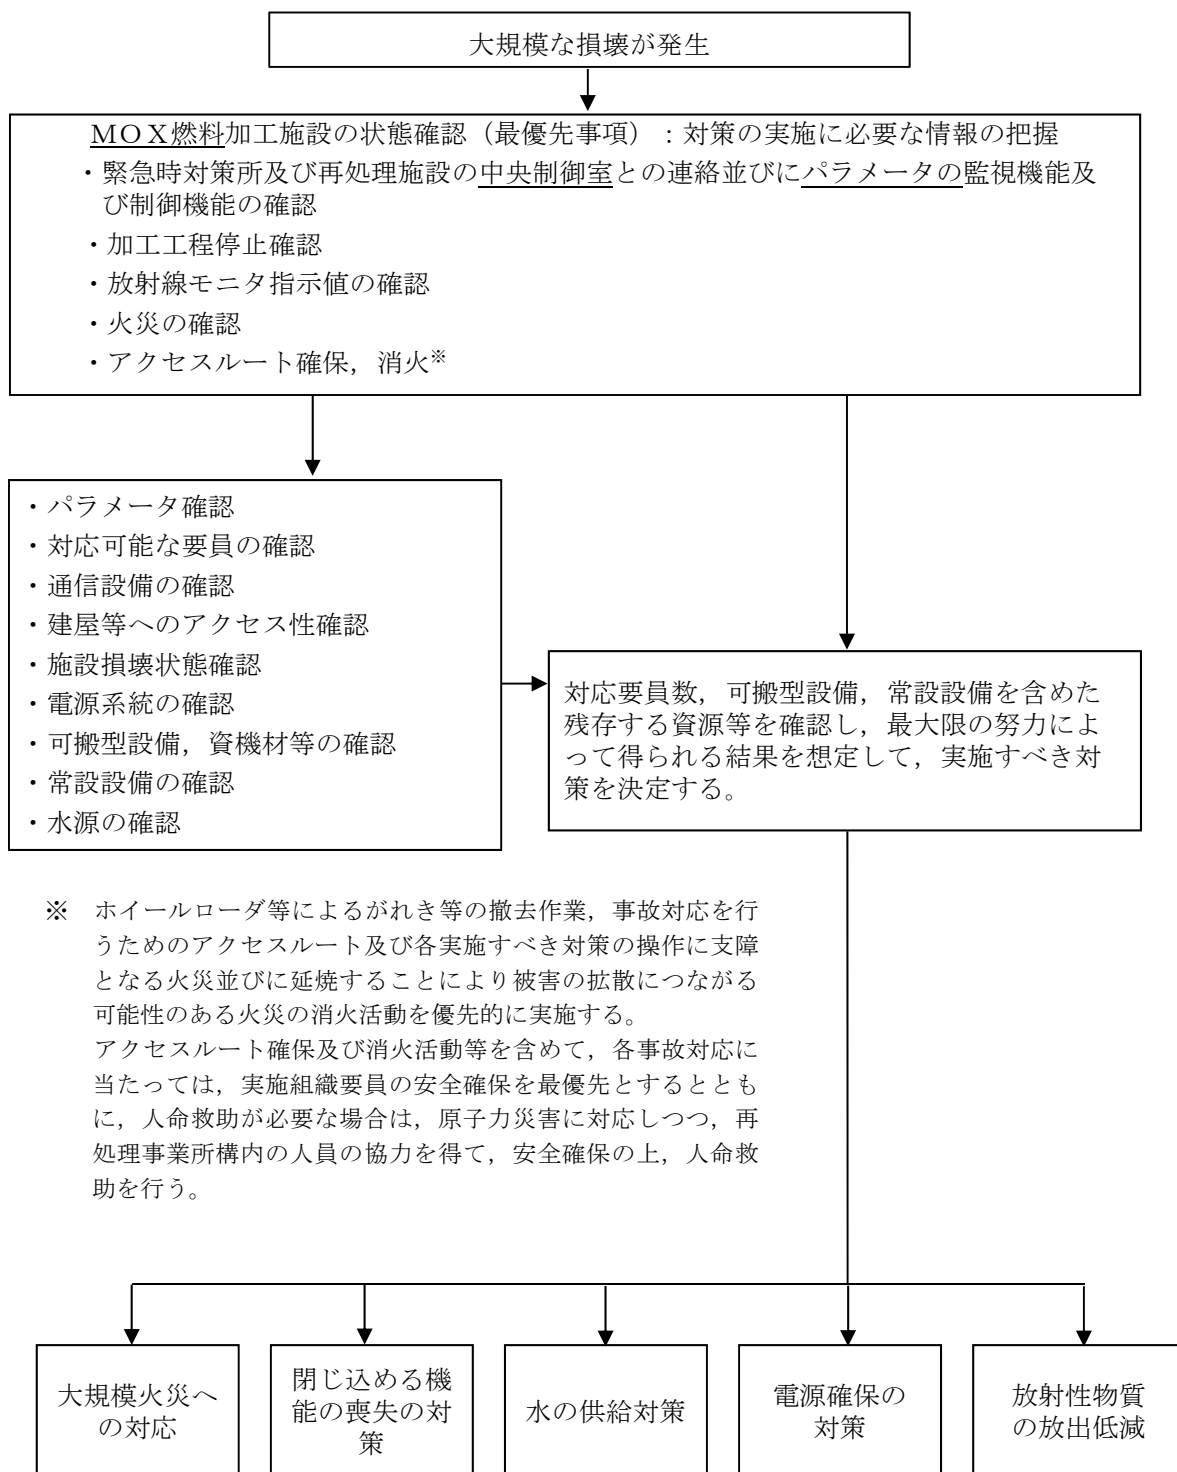 大規模な損壊が発生
ＭＯＸ燃料加工施設の状態確認（最優先事項）：対策の実施に必要な情報の把握
・緊急時対策所及び再処理施設の中央制御室との連絡並びにパラメータの監視機能及
び制御機能の確認
・加工工程停止確認
・放射線モニタ指示値の確認
・火災の確認
・アクセスルート確保，消火※
・パラメータ確認
・対応可能な要員の確認
・通信設備の確認
・建屋等へのアクセス性確認
・施設損壊状態確認
・電源系統の確認
・可搬型設備，資機材等の確認
・常設設備の確認
・水源の確認
対応要員数，可搬型設備，常設設備を含めた
残存する資源等を確認し，最大限の努力によ
って得られる結果を想定して，実施すべき対
策を決定する。
※　ホイールローダ等によるがれき等の撤去作業，事故対応を行
うためのアクセスルート及び各実施すべき対策の操作に支障
となる火災並びに延焼することにより被害の拡散につながる
可能性のある火災の消火活動を優先的に実施する。
アクセスルート確保及び消火活動等を含めて，各事故対応に
当たっては，実施組織要員の安全確保を最優先とするととも
に，人命救助が必要な場合は，原子力災害に対応しつつ，再
処理事業所構内の人員の協力を得て，安全確保の上，人命救
助を行う。
大規模火災へ
の対応
閉じ込める機
能の喪失の対
策
水の供給対策
電源確保の
対策
放射性物質
の放出低減